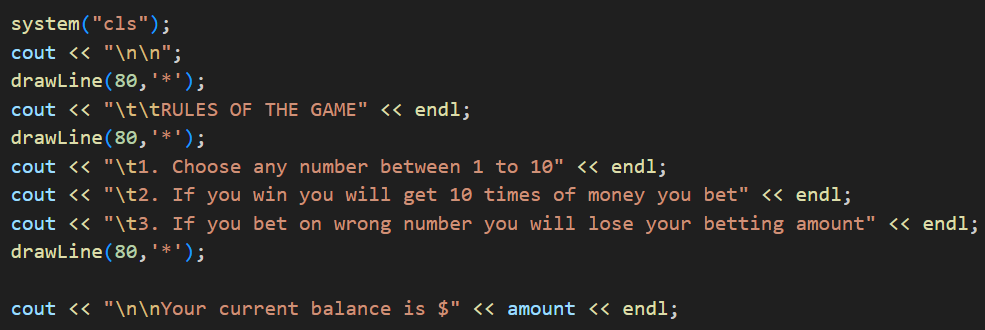 system("cls");
cout << "\n\n";
drawLine(80,'*');
cout << "\t\tRULES OF THE GAME" << endl;
drawLine(80,'*');
cout << "\t1. Choose any number between 1 to 10" << endl;
cout << "\t2. If you win you will get 10 times of money you bet" << endl;
cout << "\t3. If you bet on wrong number you will lose your betting amount" << endl;
drawLine(80,'*');
cout << "\n\nYour current balance is $" << amount << endl;